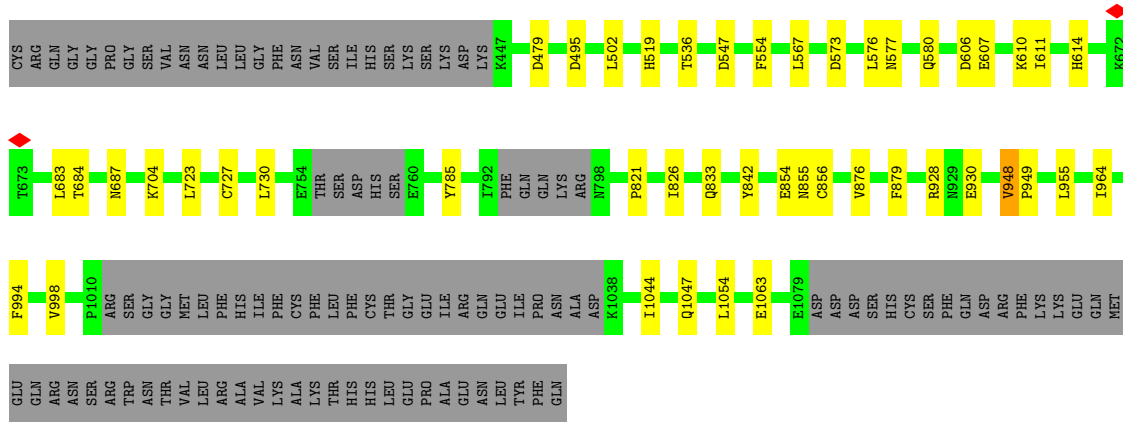 CYS ARG GLN GLY GLY PRO GLY SER VAL ASN ASN LEU LEU GLY PHE ASN VAL SER ILE HIS SER LYS SER LYS ASP LYS K447 D479 D495 L502 H519 T536 D547 F554 L567 D573 L576 N577 Q580 D606 E607 K610 I611 H614 K672
T673 L683 T684 N687 K704 L723 C727 L730 E754 THR SER ASP HIS SER E760 Y785 I792 PHE GLN GLN LYS ARG N798 P821 I826 Q833 Y842 E854 N855 C856 V876 F879 R928 N929 E930 V948 P949 L955 I964
F994 V998 P1010 ARG SER GLY GLY MET LEU PHE HIS ILE PHE CYS PHE LEU PHE CYS THR GLY GLU ILE ARG GLN GLU ILE PRO ASN ALA ASP K1038 I1044 Q1047 L1054 E1063 E1079 ASP ASP ASP SER HIS CYS SER PHE GLN ASP ARG PHE LYS LYS GLU GLN MET
GLU GLN ARG ASN SER ARG TRP ASN THR VAL LEU ARG ALA VAL LYS ALA LYS THR HIS HIS LEU GLU PRO ALA GLU ASN LEU TYR PHE GLN